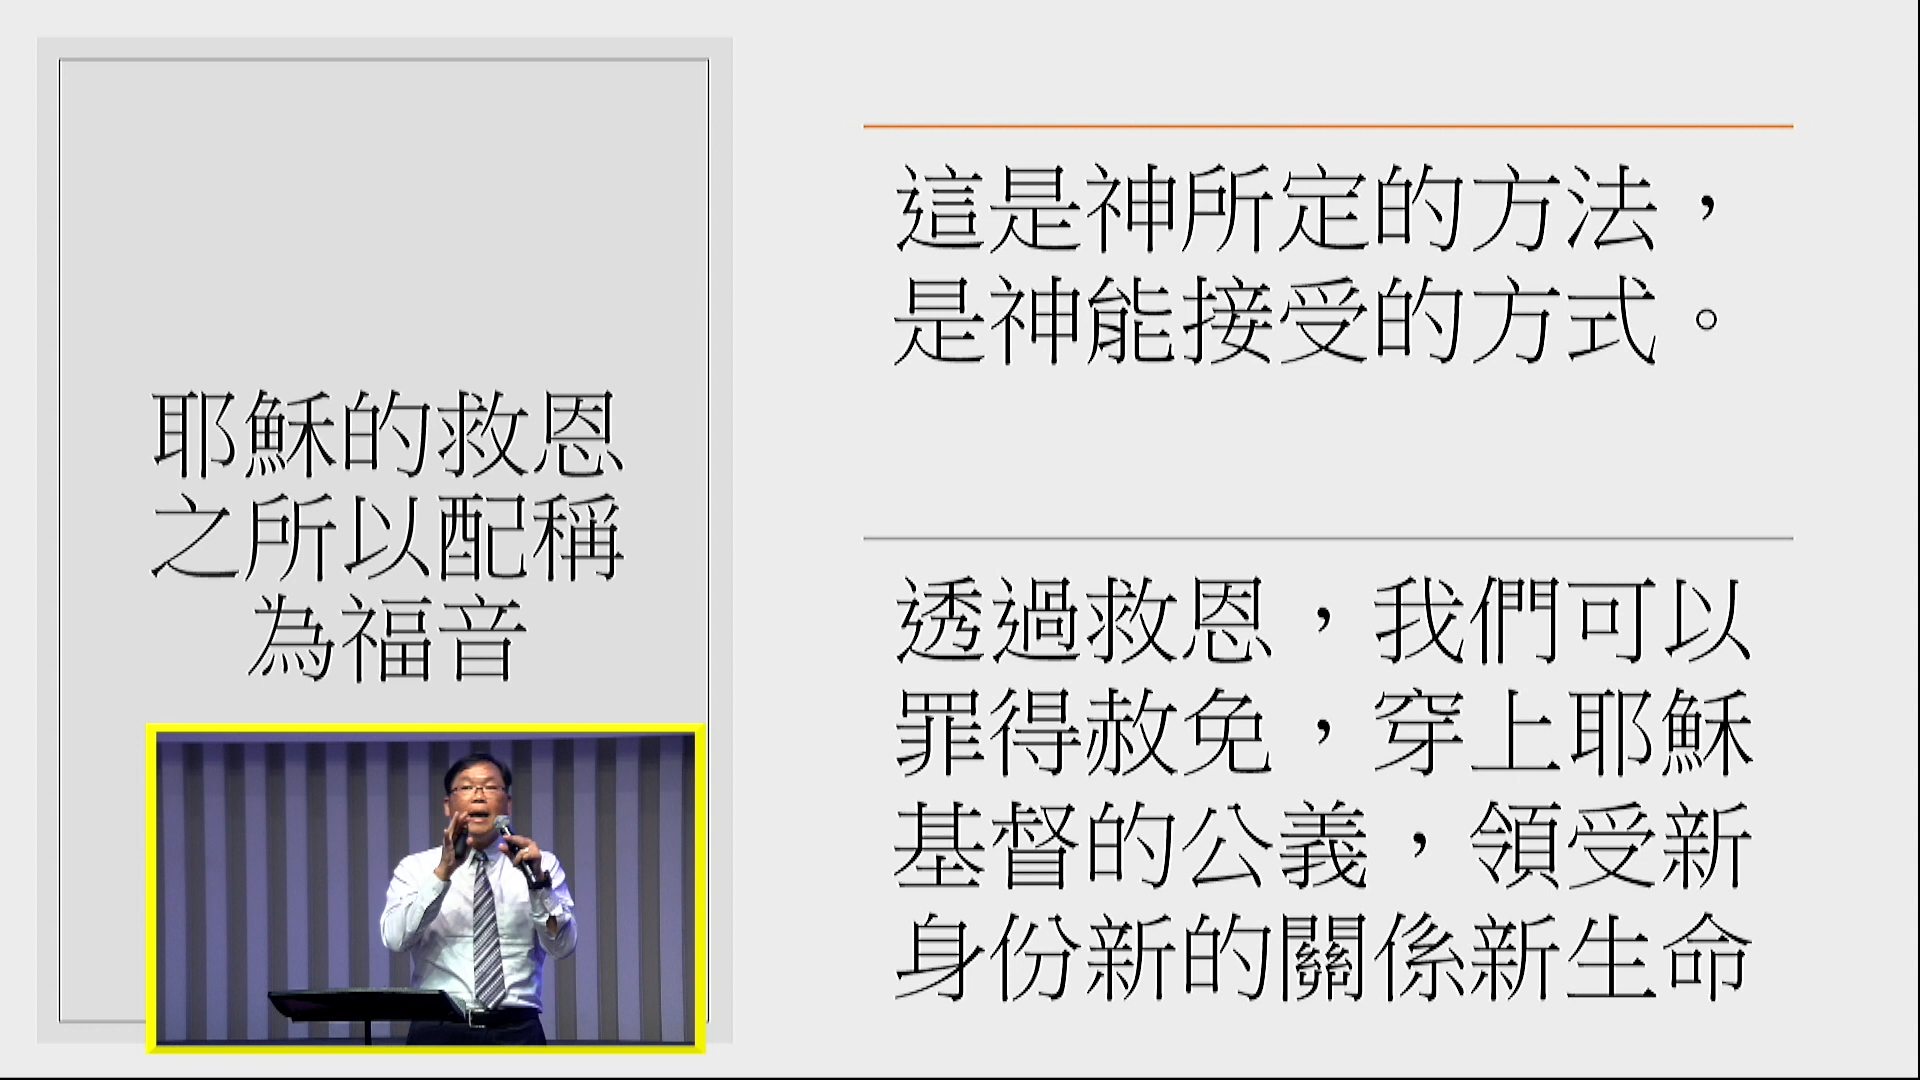 耶穌的救恩
之所以配稱
為福音
這是神所定的方法，
是神能接受的方式。
透過救恩，我們可以
罪得赦免，穿上耶穌
基督的公義，領受新
身份新的關係新生命